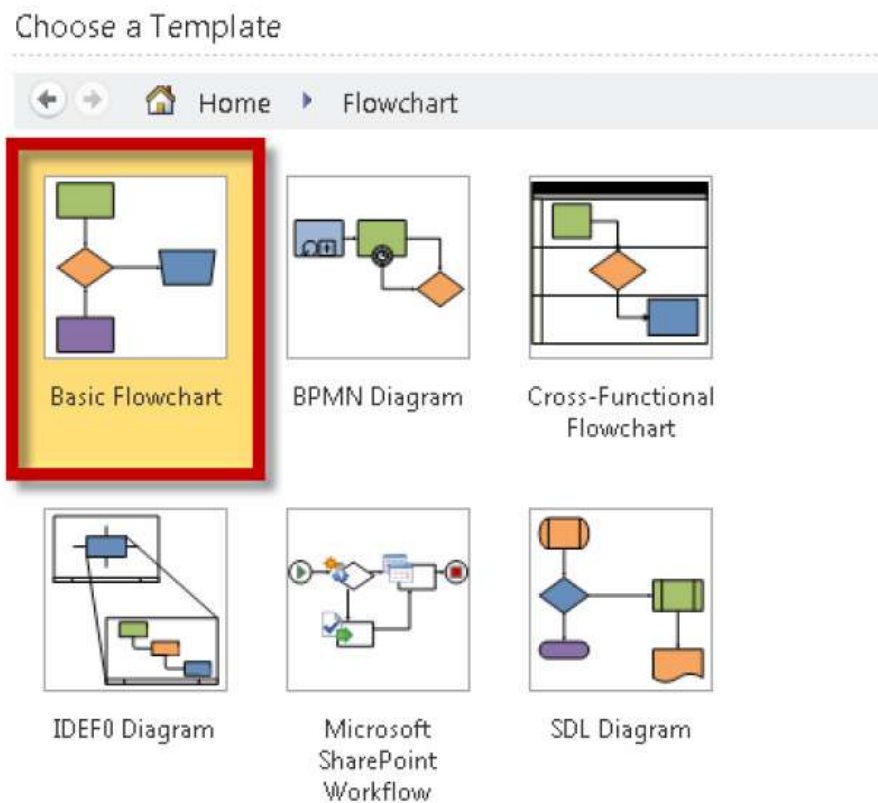 Choose a Template
Home Flowchart
Basic Flowchart
BPMN Diagram
Cross-Functional
Flowchart
IDEF0 Diagram
Microsoft
SharePoint
Workflow
SDL Diagram